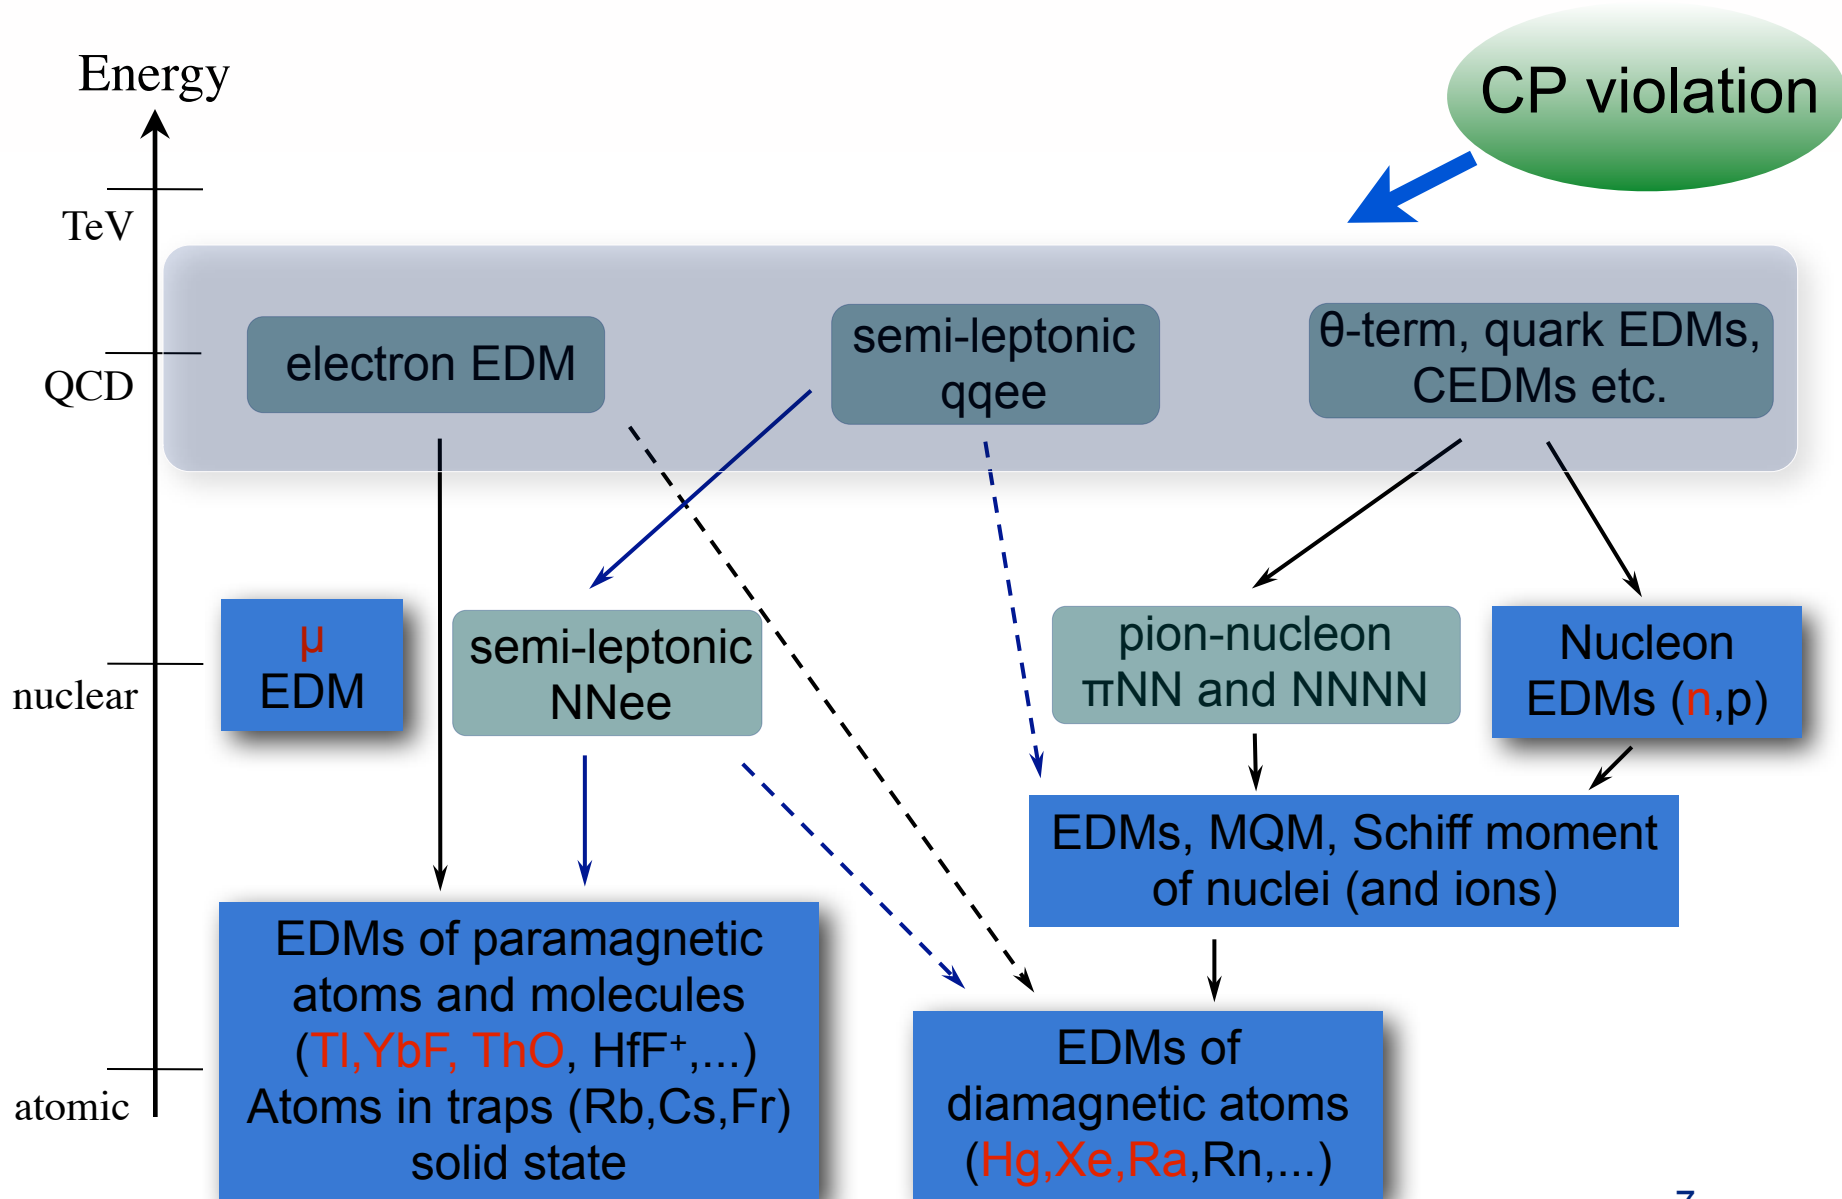 Energy
CP violation
TeV
electron EDM
semi-leptonic
qqee
θ-term, quark EDMs,
CEDMs etc.
QCD
μ
EDM
semi-leptonic
NNee
pion-nucleon
πNN and NNNN
Nucleon
EDMs (n,p)
nuclear
EDMs, MQM, Schiff moment
of nuclei (and ions)
EDMs of paramagnetic
atoms and molecules
(Tl,YbF, ThO, HfF⁺,...)
Atoms in traps (Rb,Cs,Fr)
solid state
EDMs of
diamagnetic atoms
(Hg,Xe,Ra,Rn,...)
atomic
7